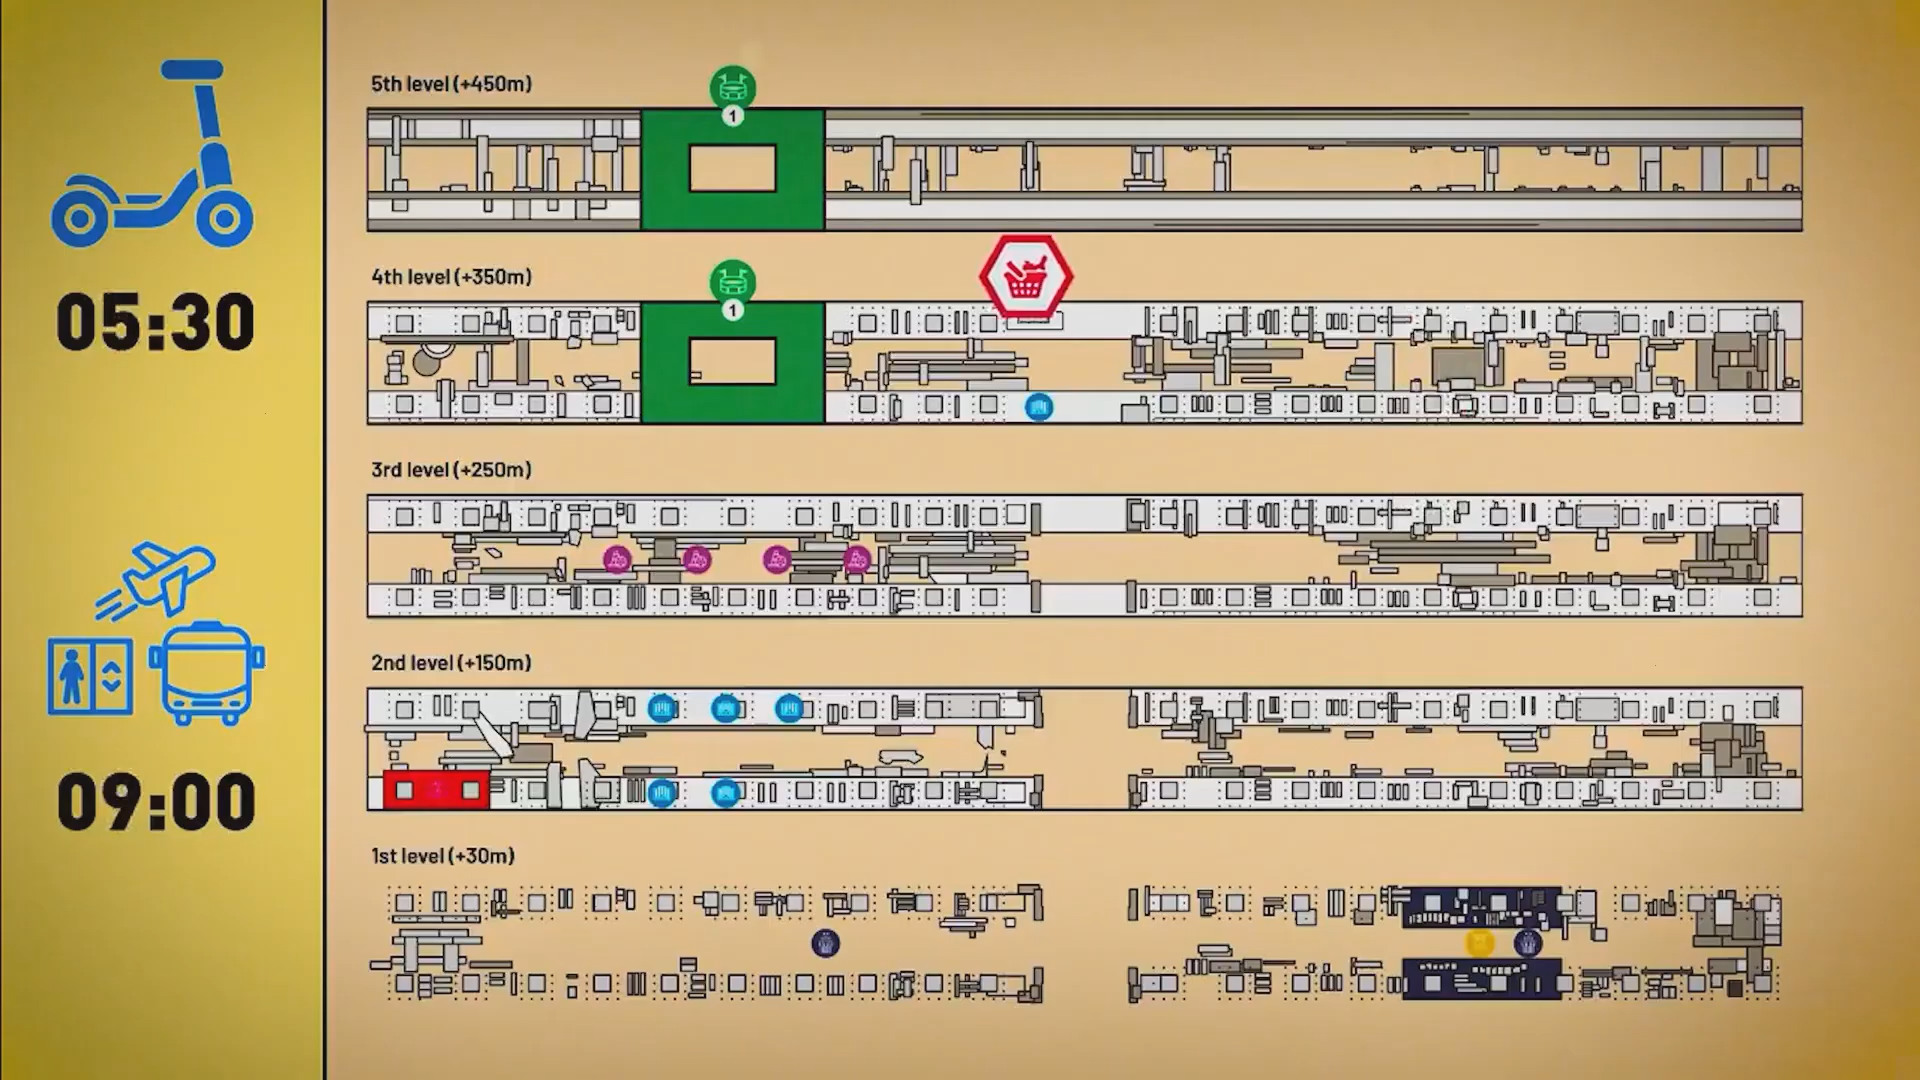 05:30
09:00
5th level (+450m)
1
4th level (+350m)
1
3rd level (+250m)
2nd level (+150m)
1st level (+30m)